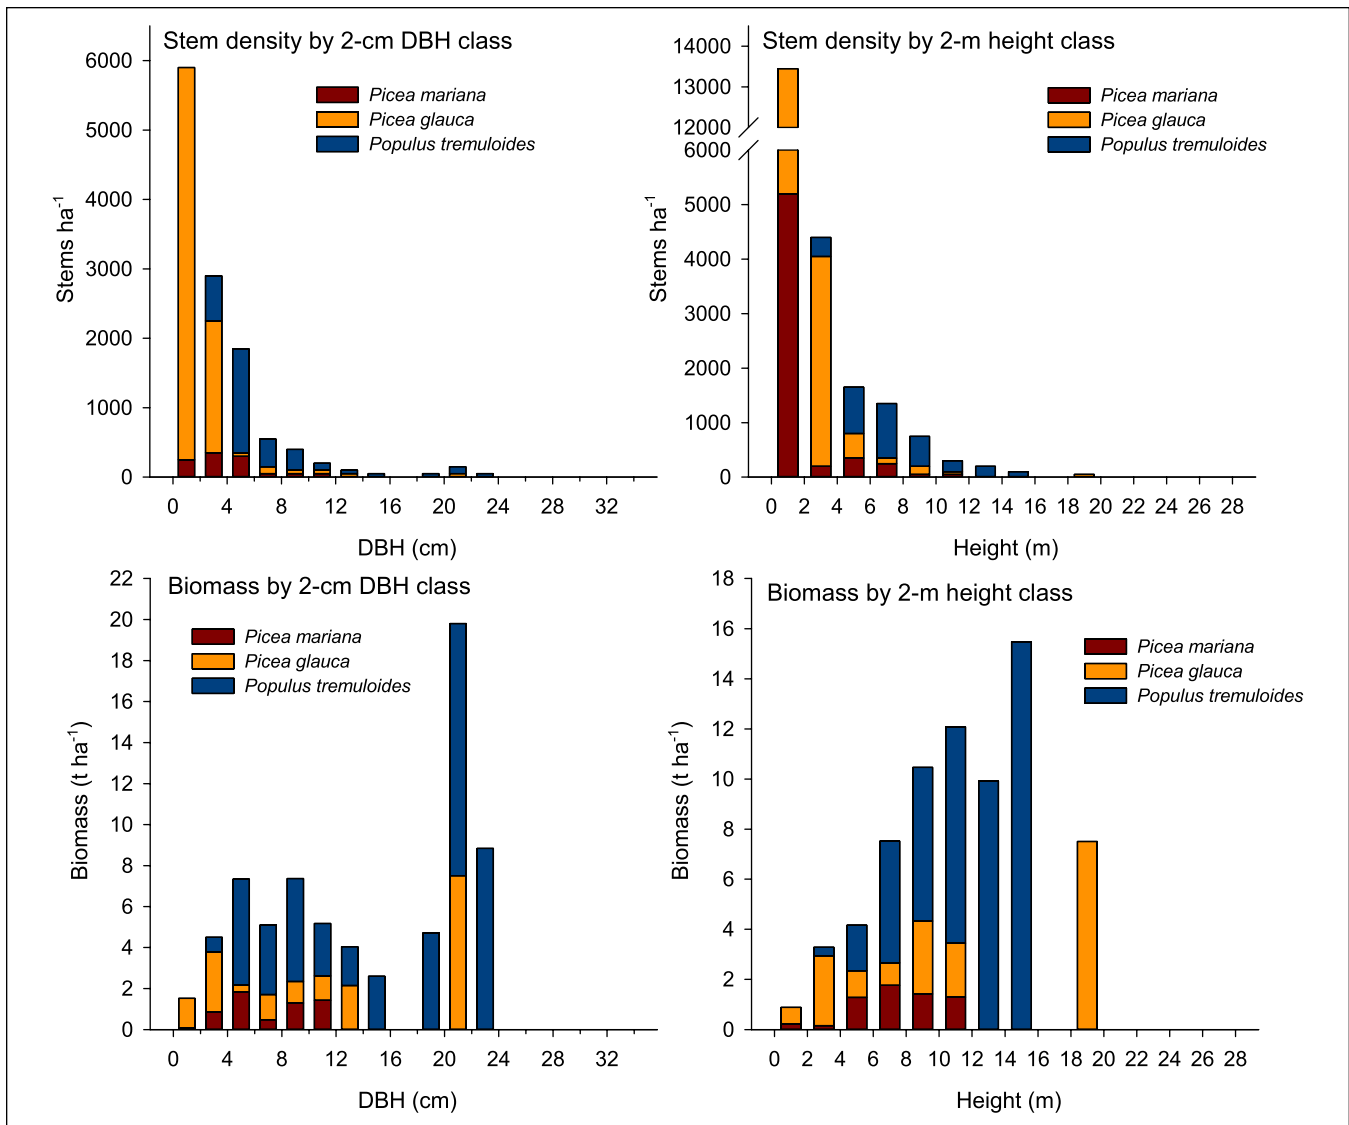 Stem density by 2-cm DBH class
Picea mariana
Picea glauca
Populus tremuloides
6000
5000
4000
3000
2000
1000
0
Stems ha-1
0 4 8 12 16 20 24 28 32
DBH (cm)
Stem density by 2-m height class
Picea mariana
Picea glauca
Populus tremuloides
14000
13000
12000
6000
5000
4000
3000
2000
1000
0
Stems ha-1
0 2 4 6 8 10 12 14 16 18 20 22 24 26 28
Height (m)
Biomass by 2-cm DBH class
Picea mariana
Picea glauca
Populus tremuloides
22
20
18
16
14
12
10
8
6
4
2
0
Biomass (t ha-1)
0 4 8 12 16 20 24 28 32
DBH (cm)
Biomass by 2-m height class
Picea mariana
Picea glauca
Populus tremuloides
18
16
14
12
10
8
6
4
2
0
Biomass (t ha-1)
0 2 4 6 8 10 12 14 16 18 20 22 24 26 28
Height (m)